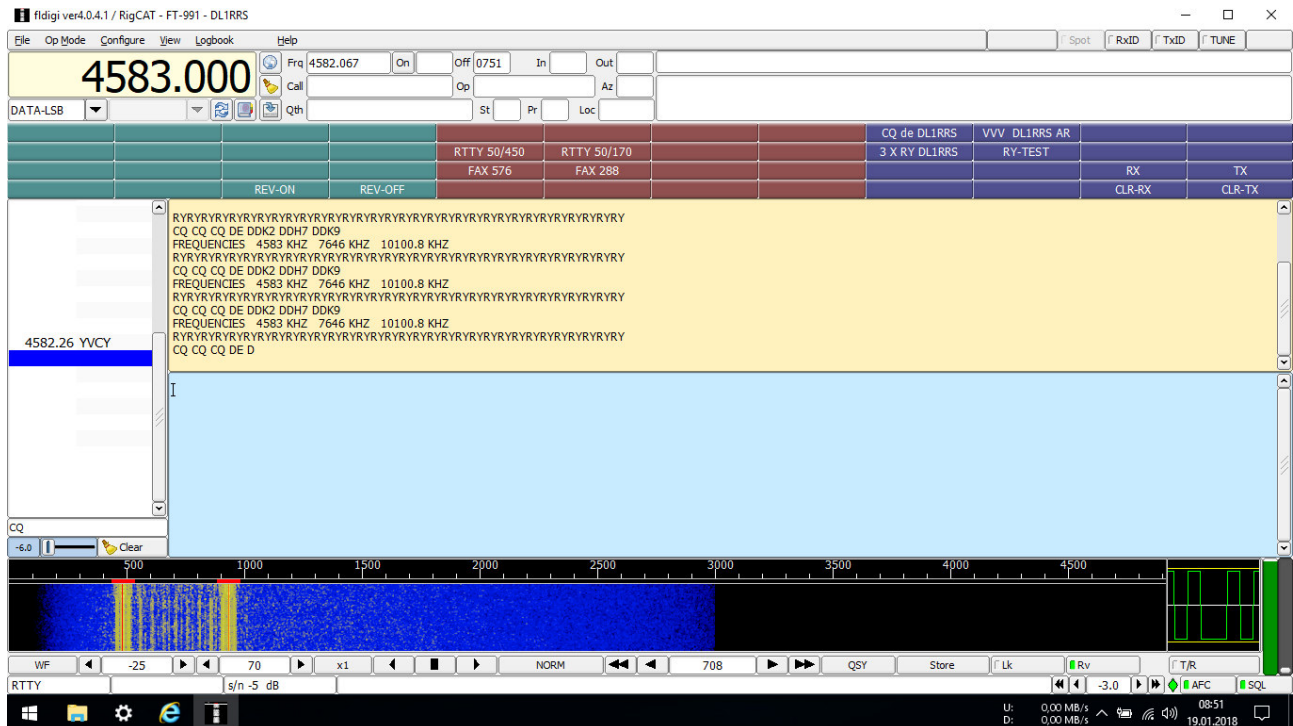 fldigi ver4.0.4.1 / RigCAT - FT-991 - DL1RRS
File Op Mode Configure View Logbook Help
Spot RxID TxID TUNE
4583.000
Frq 4582.067 On Off 0751 In Out
Call Op Az
DATA-LSB Qth St Pr Loc
CQ de DL1RRS VVV DL1RRS AR
RTTY 50/450 RTTY 50/170 3 X RY DL1RRS RY-TEST
FAX 576 FAX 288 RX TX
REV-ON REV-OFF CLR-RX CLR-TX
RYRYRYRYRYRYRYRYRYRYRYRYRYRYRYRYRYRYRYRYRYRYRYRYRYRYRYRYRYRYRYRY
CQ CQ CQ DE DDK2 DDH7 DDK9
FREQUENCIES 4583 KHZ 7646 KHZ 10100.8 KHZ
RYRYRYRYRYRYRYRYRYRYRYRYRYRYRYRYRYRYRYRYRYRYRYRYRYRYRYRYRYRYRYRY
CQ CQ CQ DE DDK2 DDH7 DDK9
FREQUENCIES 4583 KHZ 7646 KHZ 10100.8 KHZ
RYRYRYRYRYRYRYRYRYRYRYRYRYRYRYRYRYRYRYRYRYRYRYRYRYRYRYRYRYRYRYRY
CQ CQ CQ DE DDK2 DDH7 DDK9
FREQUENCIES 4583 KHZ 7646 KHZ 10100.8 KHZ
RYRYRYRYRYRYRYRYRYRYRYRYRYRYRYRYRYRYRYRYRYRYRYRYRYRYRYRYRYRYRYRY
CQ CQ CQ DE D
4582.26 YVCY
CQ
-6.0 Clear
500 1000 1500 2000 2500 3000 3500 4000 4500
WF -25 70 x1 NORM 708 QSY Store Lk Rv T/R
RTTY s/n -5 dB -3.0 AFC SQL
U: 0,00 MB/s 08:51
D: 0,00 MB/s 19.01.2018